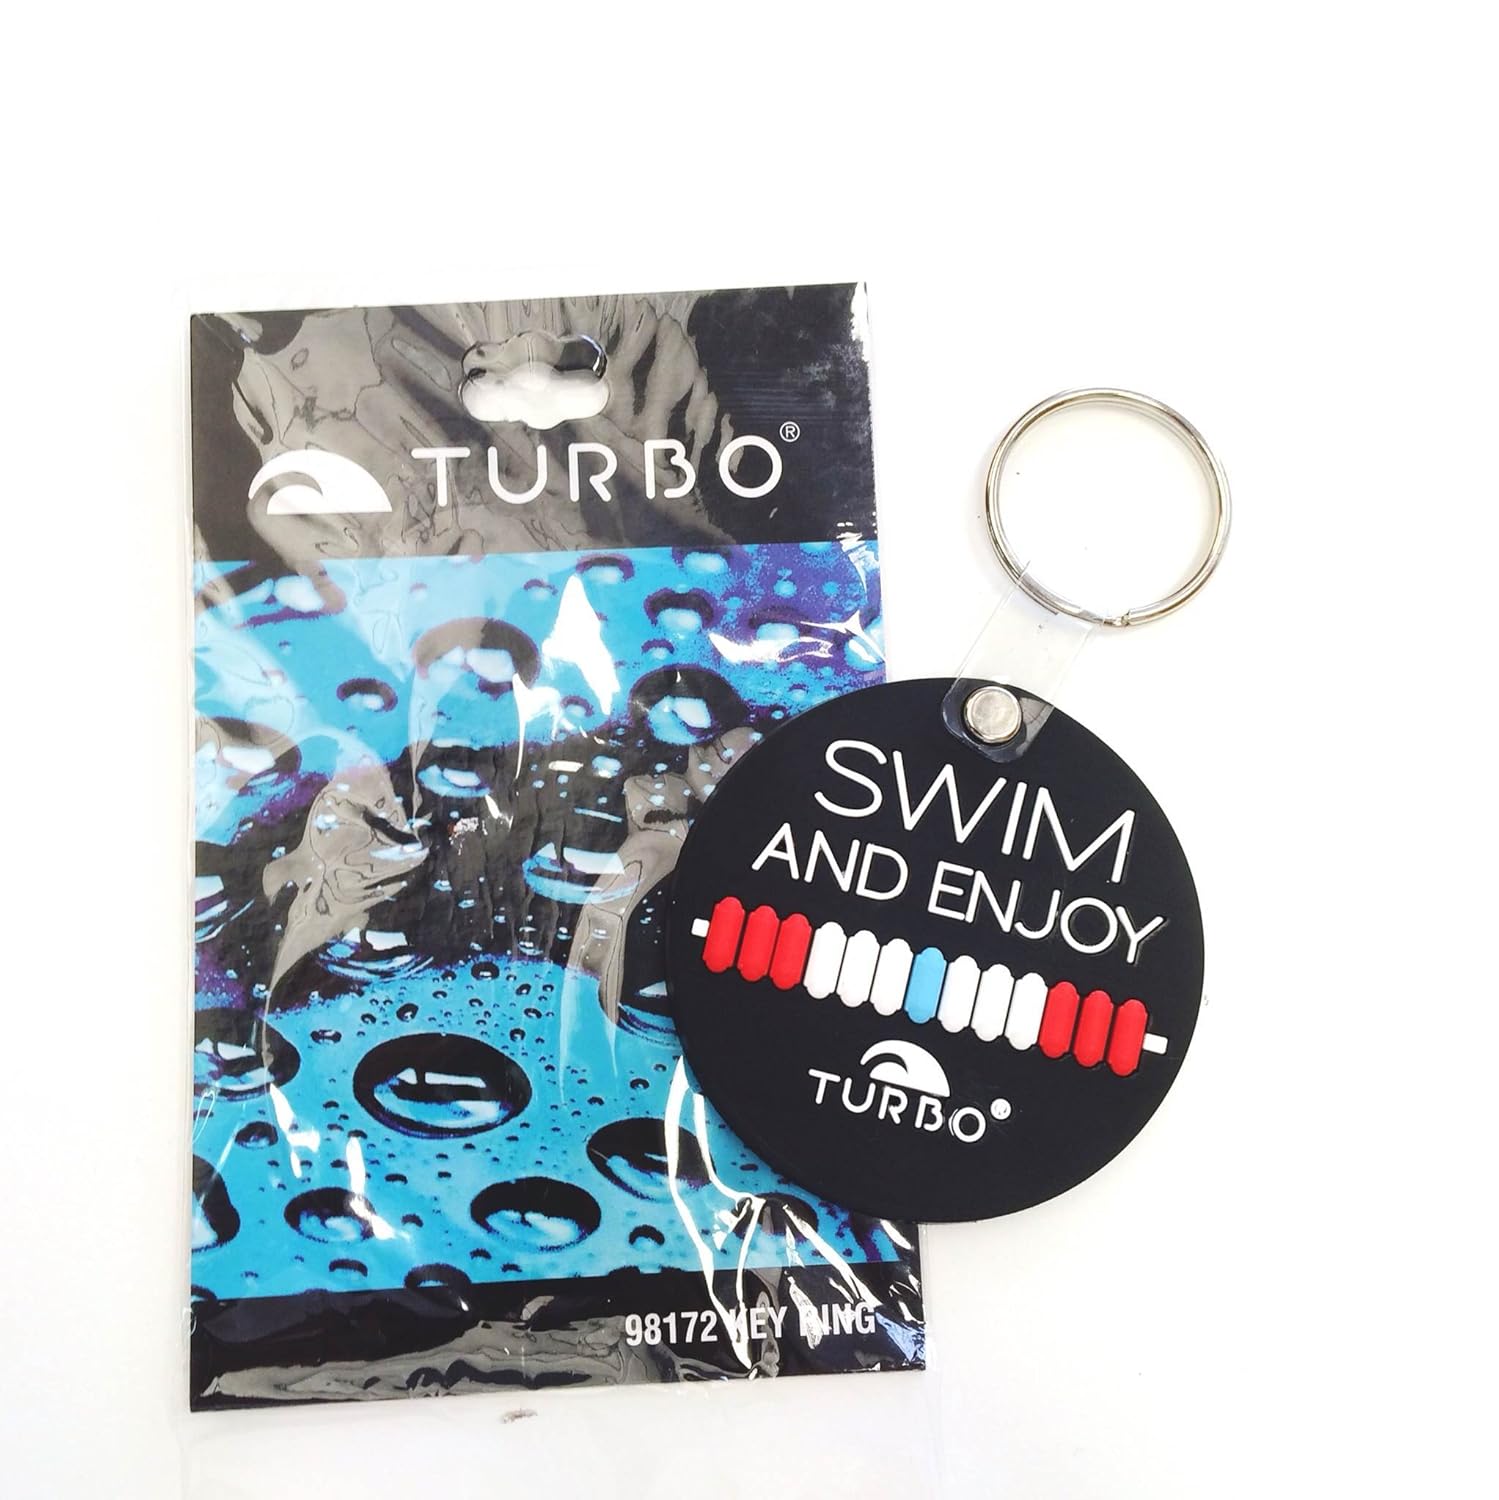 TURBO®
98172 KEY RING
SWIM
AND ENJOY
TURBO®